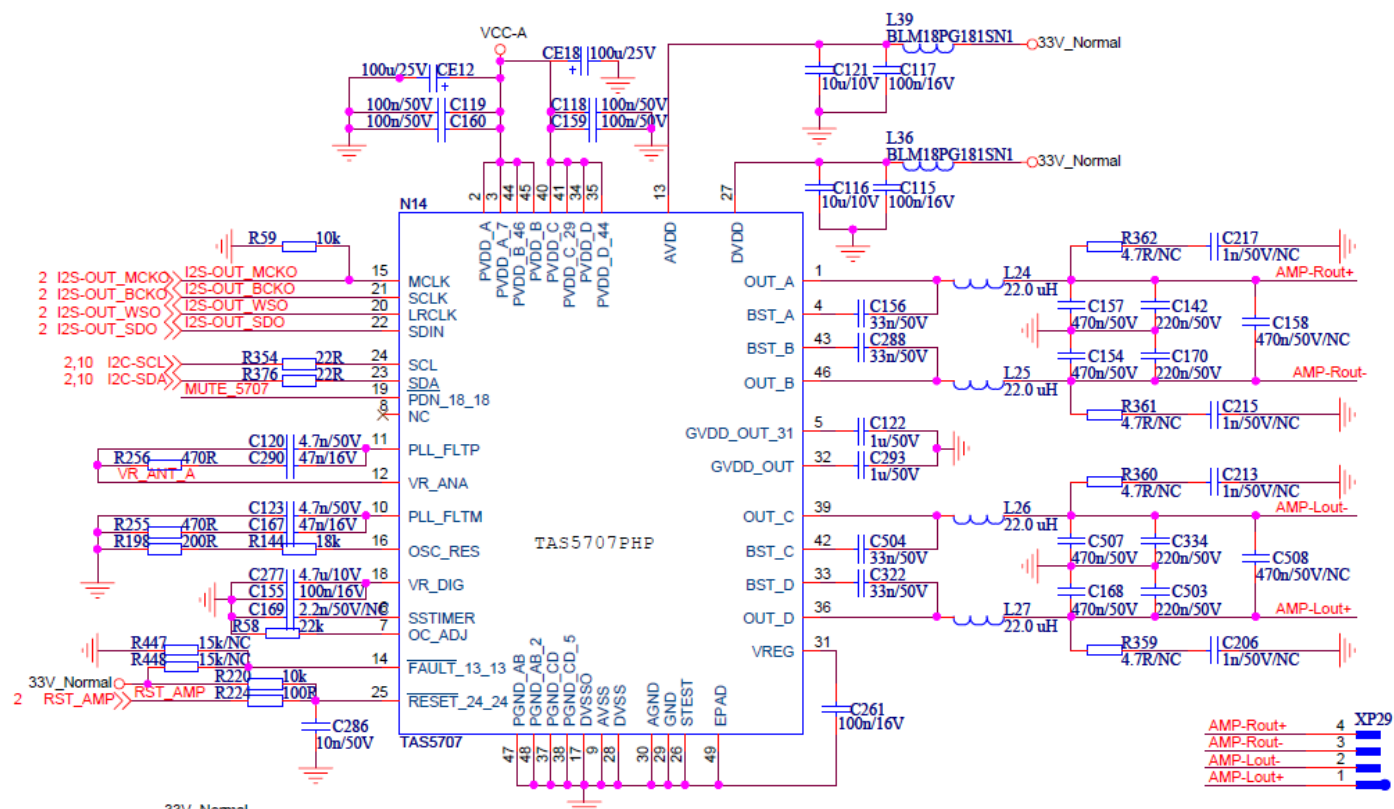 VCC-A
CE18 100u/25V
100u/25V CE12
100n/50V C119
100n/50V C160
C118 100n/50V
C159 100n/50V
L39
BLM18PG181SN1
33V_Normal
C121
10u/10V
C117
100n/16V
L36
BLM18PG181SN1
33V_Normal
C116
10u/10V
C115
100n/16V
N14
2 3 44 45 40 41 34 35 13 27
PVDD_A
PVDD_A_7
PVDD_B_46
PVDD_B
PVDD_C
PVDD_C_29
PVDD_D
PVDD_D_44
AVDD
DVDD
R59 10k
2 I2S-OUT_MCKO I2S-OUT_MCKO 15 MCLK
2 I2S-OUT_BCKO I2S-OUT_BCKO 21 SCLK
2 I2S-OUT_WSO I2S-OUT_WSO 20 LRCLK
2 I2S-OUT_SDO I2S-OUT_SDO 22 SDIN
2,10 I2C-SCL R354 22R 24 SCL
2,10 I2C-SDA R376 22R 23 SDA
MUTE_5707 19 PDN_18_18
8 NC
C120 4.7n/50V 11 PLL_FLTP
R256 470R C290 47n/16V
VR_ANT_A 12 VR_ANA
C123 4.7n/50V 10 PLL_FLTM
R255 470R C167 47n/16V
R198 200R R144 18k 16 OSC_RES
C277 4.7u/10V 18 VR_DIG
C155 100n/16V
C169 2.2n/50V/NC SSTIMER
R58 22k 7 OC_ADJ
R447 15k/NC
R448 15k/NC 14 FAULT_13_13
33V_Normal R220 10k
2 RST_AMP RST_AMP R224 100R 25 RESET_24_24
C286
10n/50V
TAS5707PHP
TAS5707
PGND_AB
PGND_AB_2
PGND_CD
PGND_CD_5
DVSSO
AVSS
DVSS
AGND
GND
STEST
EPAD
47 48 37 38 17 9 28 30 29 26 49
OUT_A 1
BST_A 4
BST_B 43
OUT_B 46
GVDD_OUT_31 5
GVDD_OUT 32
OUT_C 39
BST_C 42
BST_D 33
OUT_D 36
VREG 31
C156
33n/50V
C288
33n/50V
C122
1u/50V
C293
1u/50V
C504
33n/50V
C322
33n/50V
C261
100n/16V
L24
22.0 uH
L25
22.0 uH
L26
22.0 uH
L27
22.0 uH
R362
4.7R/NC
C217
1n/50V/NC
AMP-Rout+
C157
470n/50V
C142
220n/50V
C158
470n/50V/NC
C154
470n/50V
C170
220n/50V
AMP-Rout-
R361
4.7R/NC
C215
1n/50V/NC
R360
4.7R/NC
C213
1n/50V/NC
AMP-Lout-
C507
470n/50V
C334
220n/50V
C508
470n/50V/NC
C168
470n/50V
C503
220n/50V
AMP-Lout+
R359
4.7R/NC
C206
1n/50V/NC
XP29
AMP-Rout+ 4
AMP-Rout- 3
AMP-Lout- 2
AMP-Lout+ 1
33V_Normal